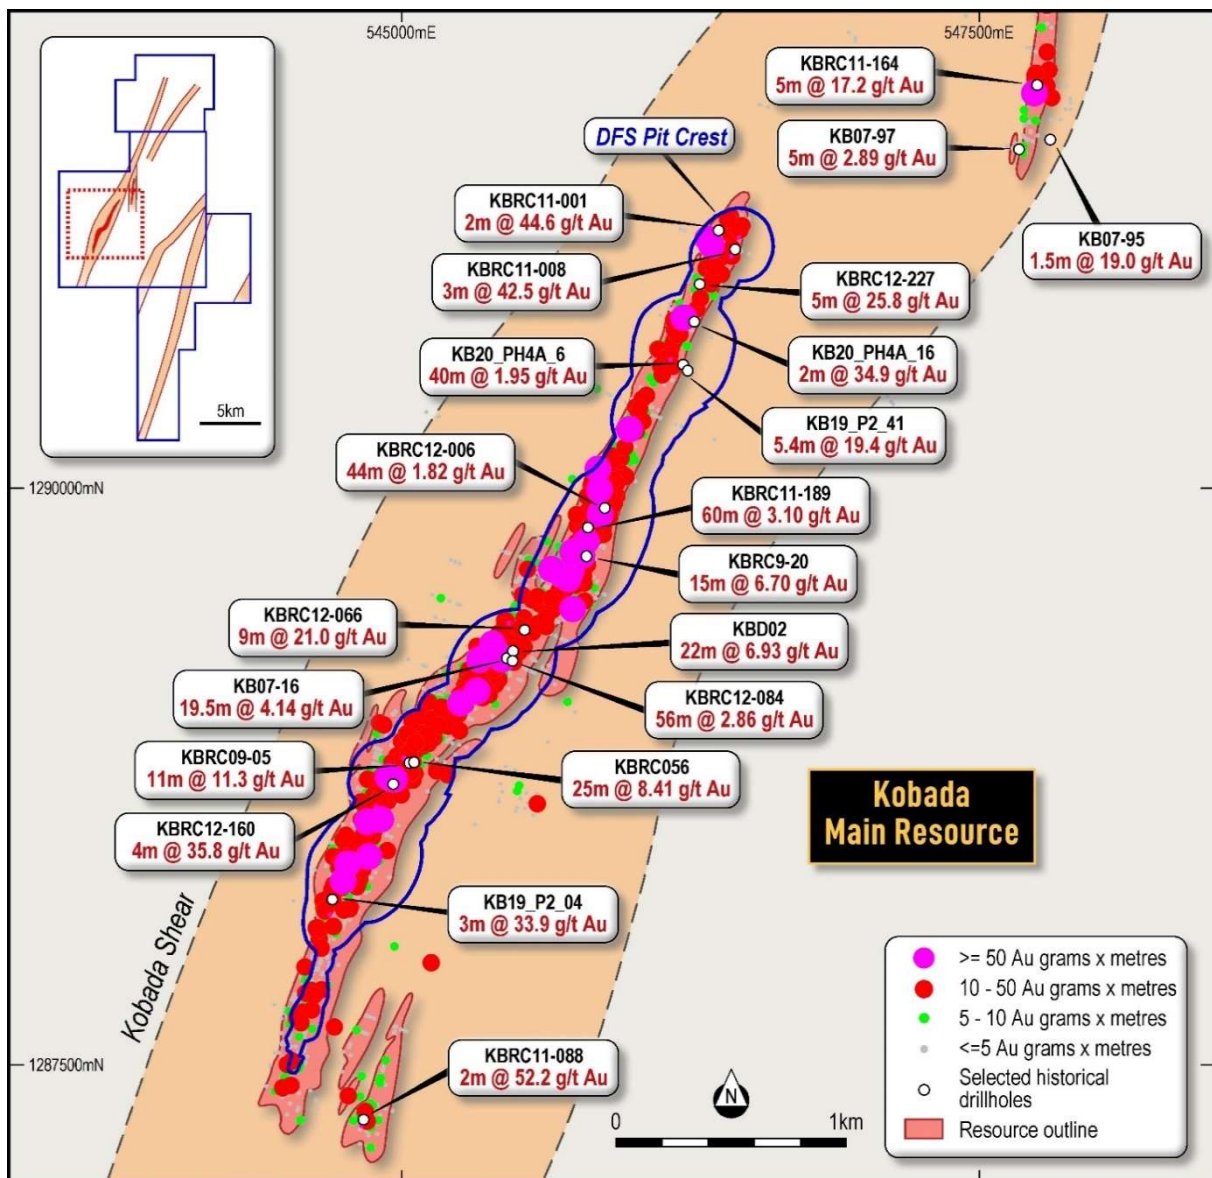 545000mE
547500mE
KBRC11-164
5m @ 17.2 g/t Au
KB07-97
5m @ 2.89 g/t Au
DFS Pit Crest
KBRC11-001
2m @ 44.6 g/t Au
KB07-95
1.5m @ 19.0 g/t Au
KBRC11-008
3m @ 42.5 g/t Au
KBRC12-227
5m @ 25.8 g/t Au
KB20_PH4A_6
40m @ 1.95 g/t Au
KB20_PH4A_16
2m @ 34.9 g/t Au
5km
KB19_P2_41
5.4m @ 19.4 g/t Au
KBRC12-006
44m @ 1.82 g/t Au
1290000mN
KBRC11-189
60m @ 3.10 g/t Au
KBRC9-20
15m @ 6.70 g/t Au
KBRC12-066
9m @ 21.0 g/t Au
KBD02
22m @ 6.93 g/t Au
KB07-16
19.5m @ 4.14 g/t Au
KBRC12-084
56m @ 2.86 g/t Au
KBRC09-05
11m @ 11.3 g/t Au
KBRC056
25m @ 8.41 g/t Au
Kobada
Main Resource
KBRC12-160
4m @ 35.8 g/t Au
KB19_P2_04
3m @ 33.9 g/t Au
Kobada Shear
1287500mN
KBRC11-088
2m @ 52.2 g/t Au
N
0
1km
>= 50 Au grams x metres
10 - 50 Au grams x metres
5 - 10 Au grams x metres
<=5 Au grams x metres
Selected historical
drillholes
Resource outline